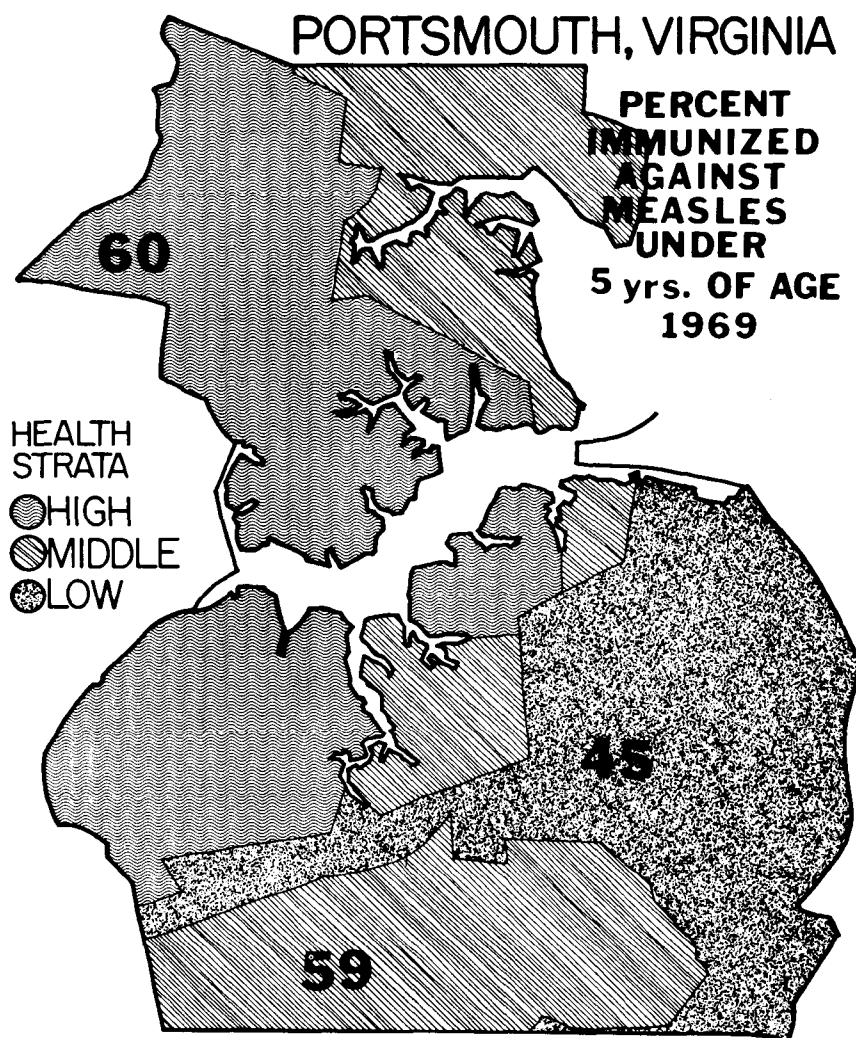 PORTSMOUTH, VIRGINIA
PERCENT
IMMUNIZED
AGAINST
MEASLES
UNDER
5 yrs. OF AGE
1969
60
HEALTH
STRATA
HIGH
MIDDLE
LOW
45
59